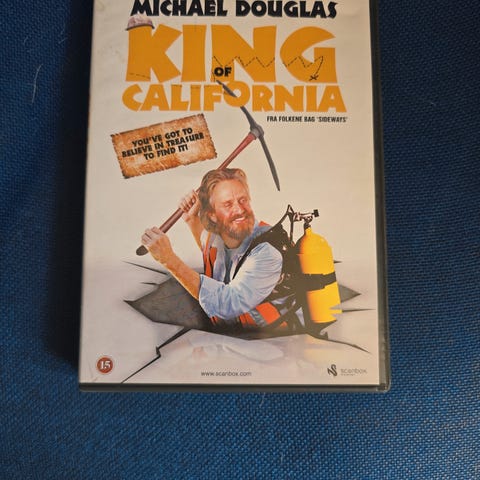 MICHAEL DOUGLAS
KING
OF
CALIFORNIA
FRA FOLKENE BAG 'SIDEWAYS'
YOU'VE GOT TO
BELIEVE IN TREASURE
TO FIND IT!
15
www.scanbox.com
scanbox